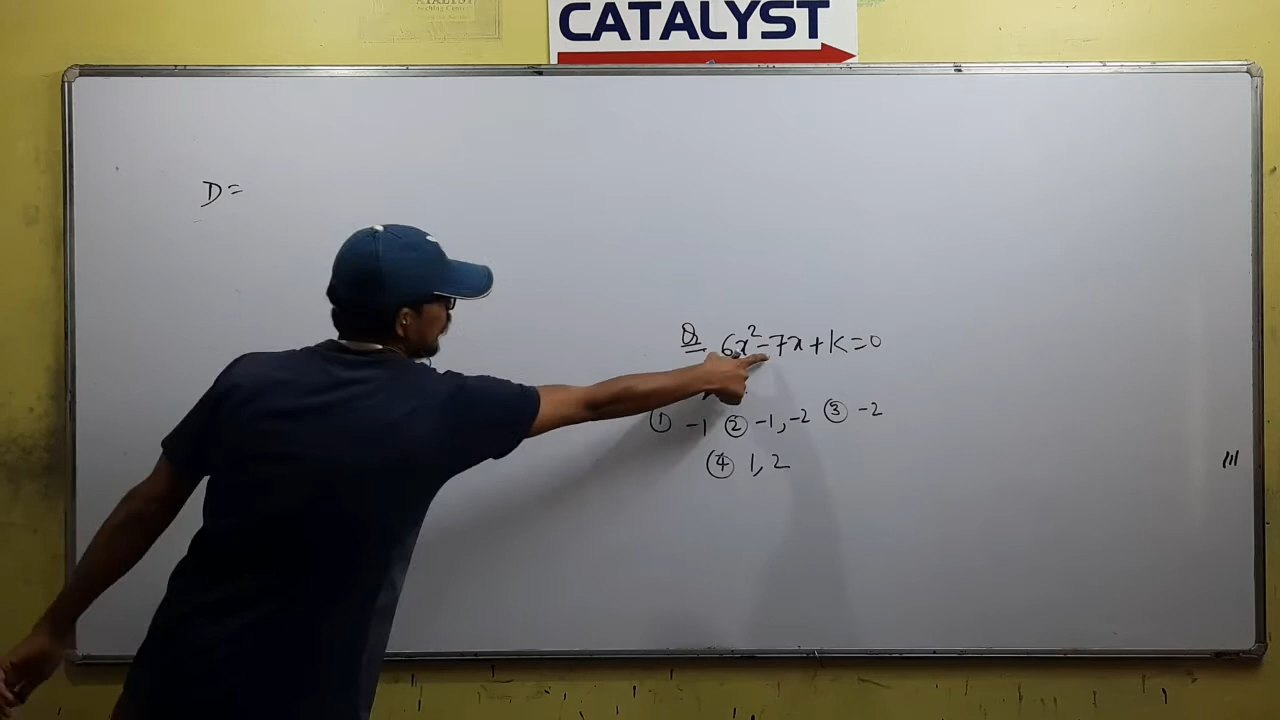 CATALYST
D =
Q 6x² - 7x + k = 0
① -1 ② -1, -2 ③ -2
④ 1, 2